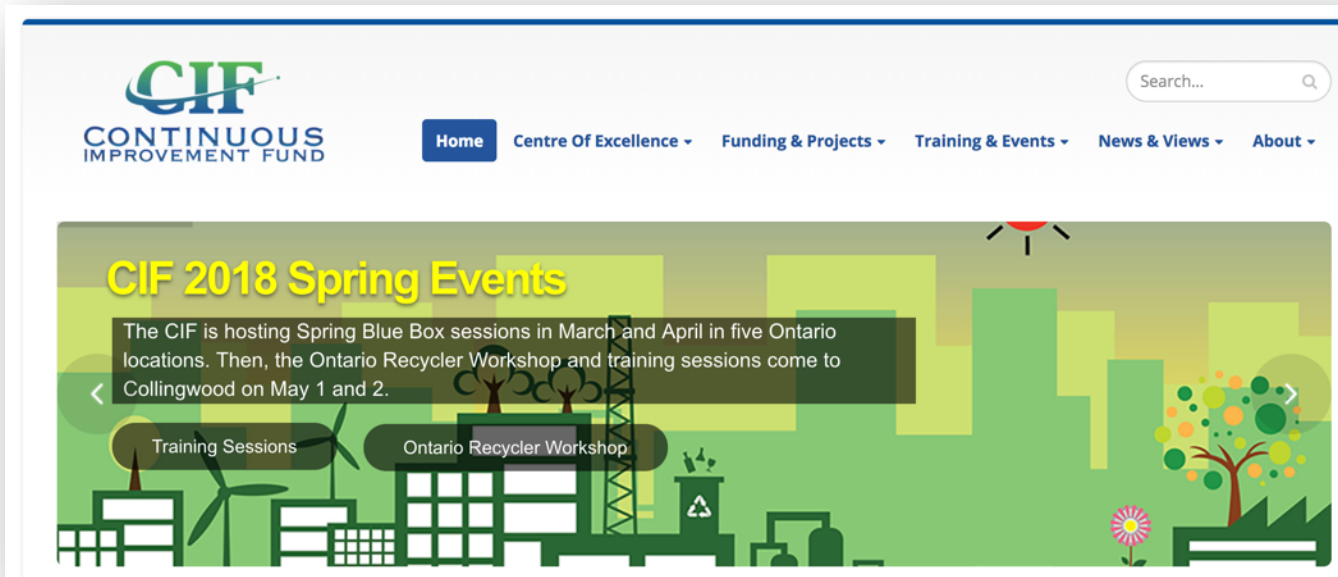 CIF
CONTINUOUS
IMPROVEMENT FUND
Search...
Home
Centre Of Excellence
Funding & Projects
Training & Events
News & Views
About
CIF 2018 Spring Events
The CIF is hosting Spring Blue Box sessions in March and April in five Ontario
locations. Then, the Ontario Recycler Workshop and training sessions come to
Collingwood on May 1 and 2.
Training Sessions
Ontario Recycler Workshop